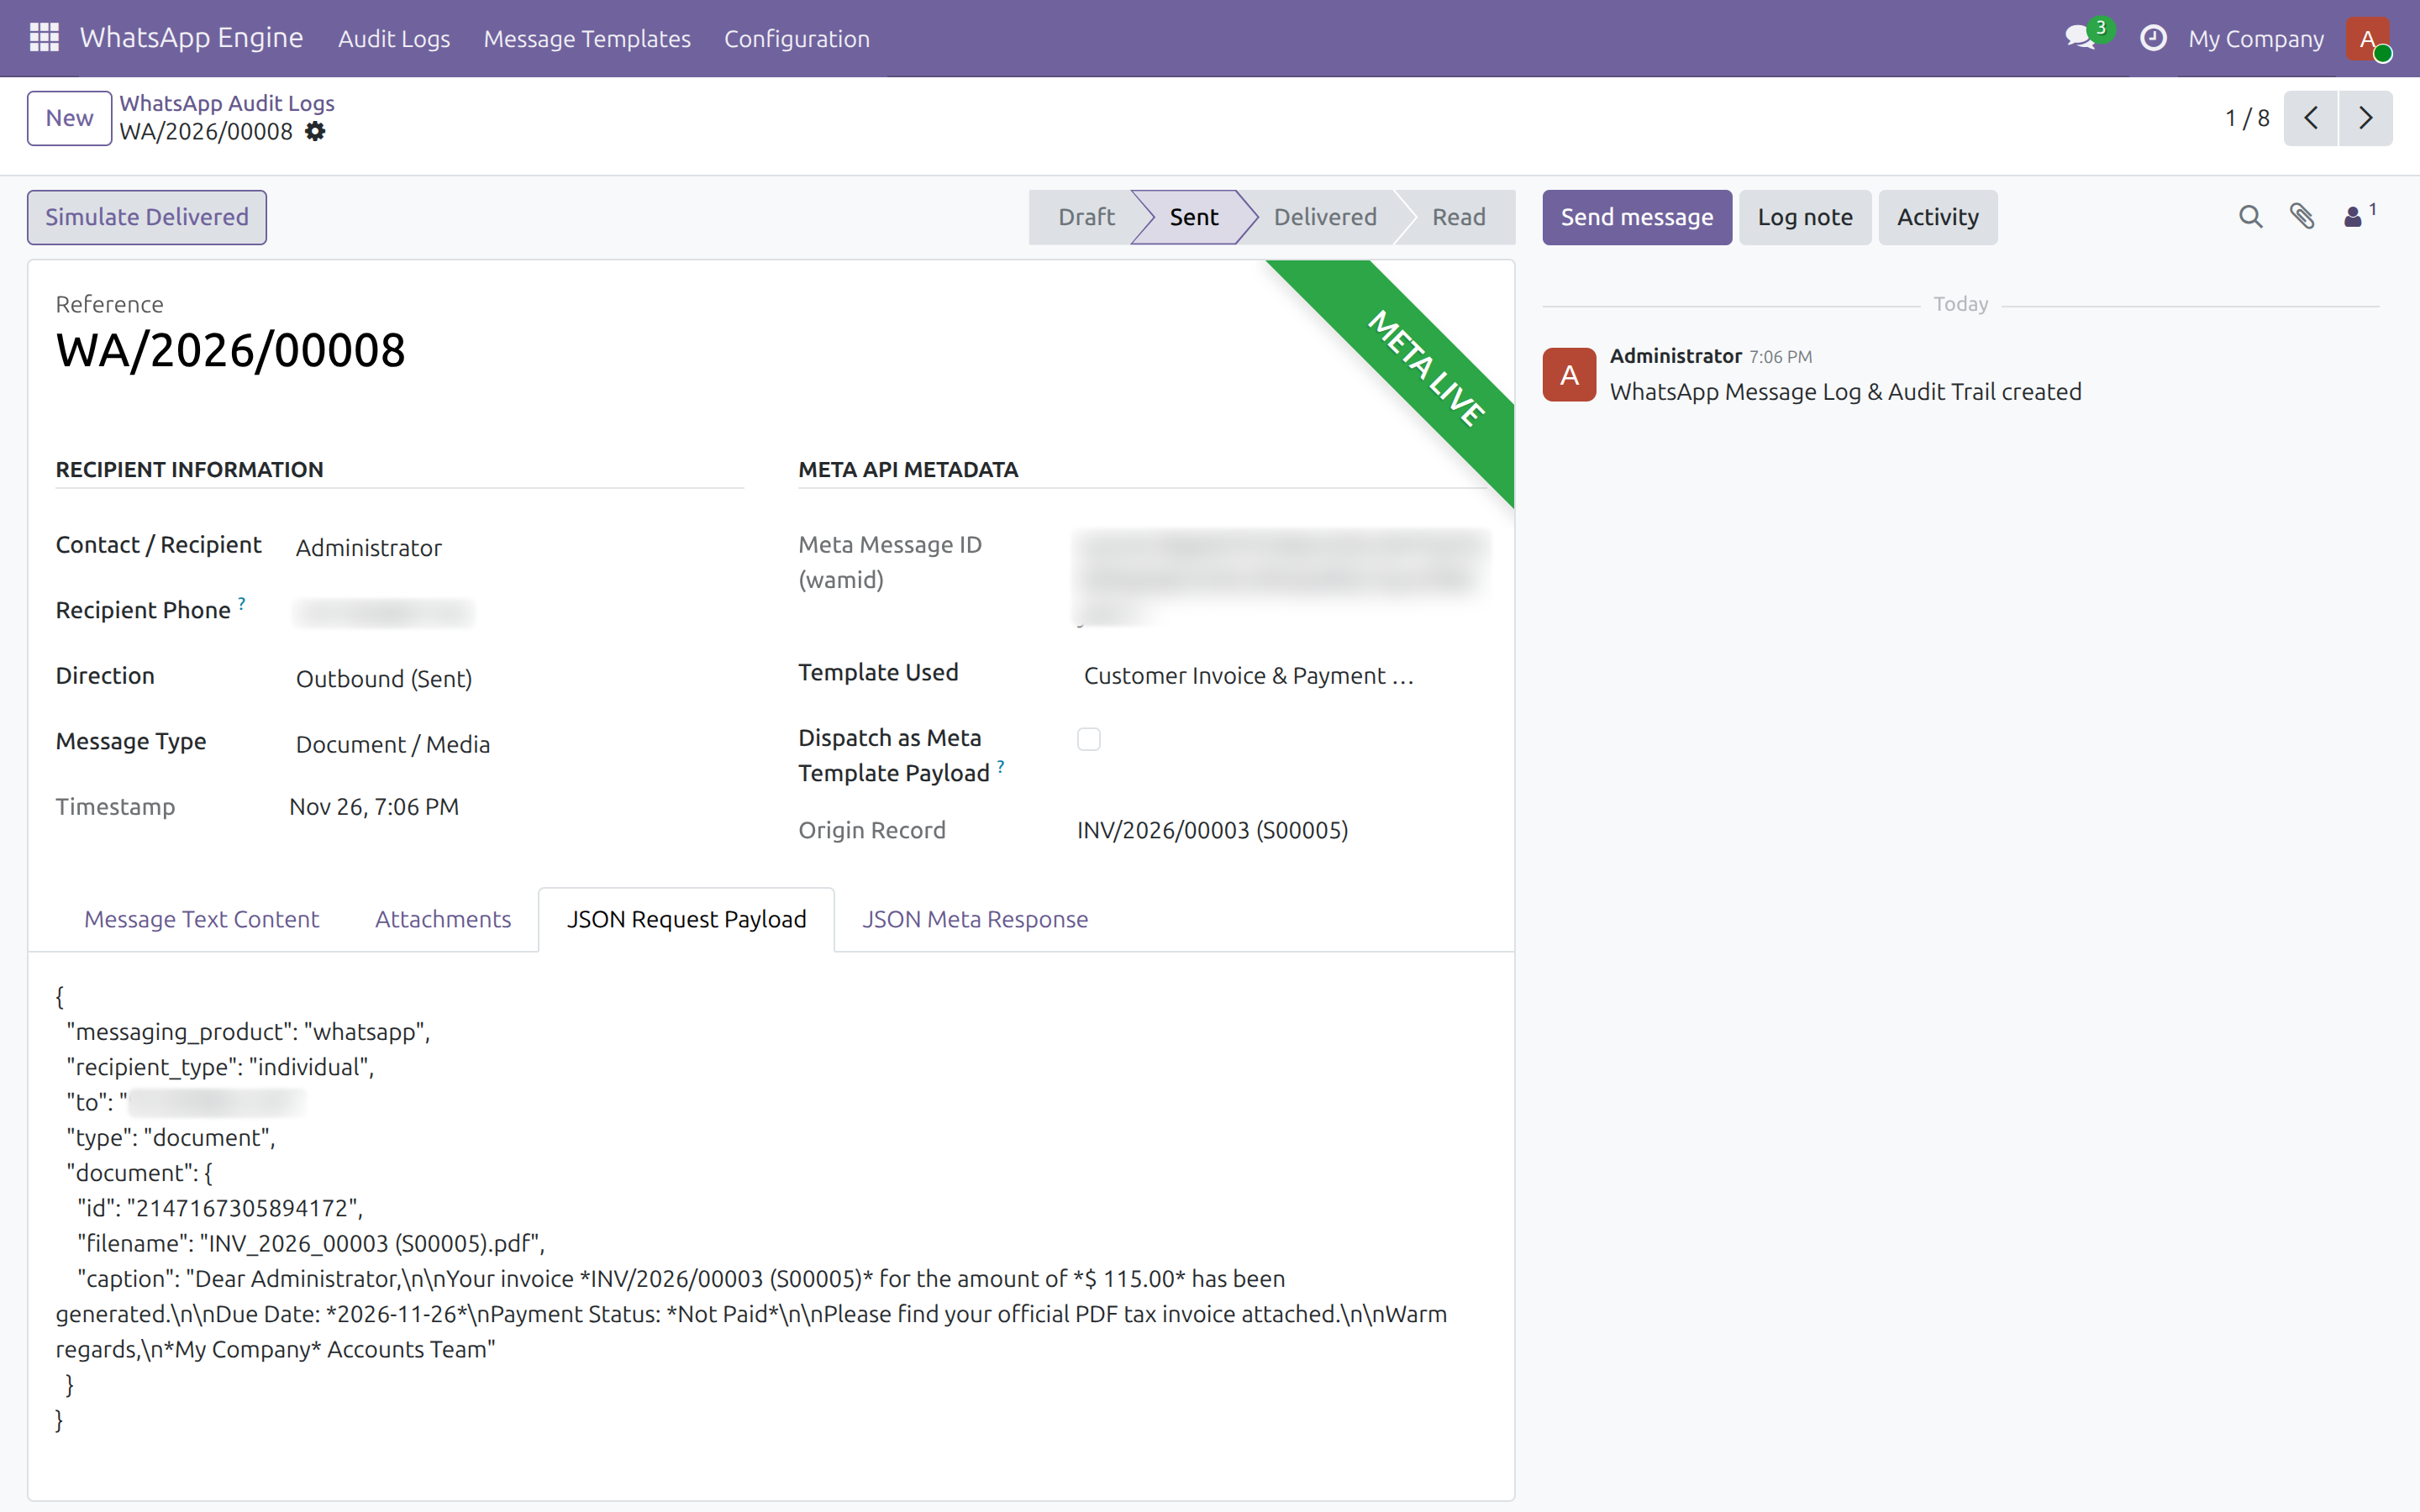 WhatsApp Engine Audit Logs Message Templates Configuration 3 My Company A
New WhatsApp Audit Logs
WA/2026/00008
1 / 8
Simulate Delivered Draft Sent Delivered Read Send message Log note Activity 1
Reference
WA/2026/00008
META LIVE
Today
A Administrator 7:06 PM
WhatsApp Message Log & Audit Trail created
RECIPIENT INFORMATION
Contact / Recipient Administrator
Recipient Phone ?
Direction Outbound (Sent)
Message Type Document / Media
Timestamp Nov 26, 7:06 PM
META API METADATA
Meta Message ID
(wamid)
Template Used Customer Invoice & Payment ...
Dispatch as Meta
Template Payload ?
Origin Record INV/2026/00003 (S00005)
Message Text Content Attachments JSON Request Payload JSON Meta Response
{
"messaging_product": "whatsapp",
"recipient_type": "individual",
"to": "
"type": "document",
"document": {
"id": "2147167305894172",
"filename": "INV_2026_00003 (S00005).pdf",
"caption": "Dear Administrator,\n\nYour invoice *INV/2026/00003 (S00005)* for the amount of *$ 115.00* has been
generated.\n\nDue Date: *2026-11-26*\nPayment Status: *Not Paid*\n\nPlease find your official PDF tax invoice attached.\n\nWarm
regards,\n*My Company* Accounts Team"
}
}